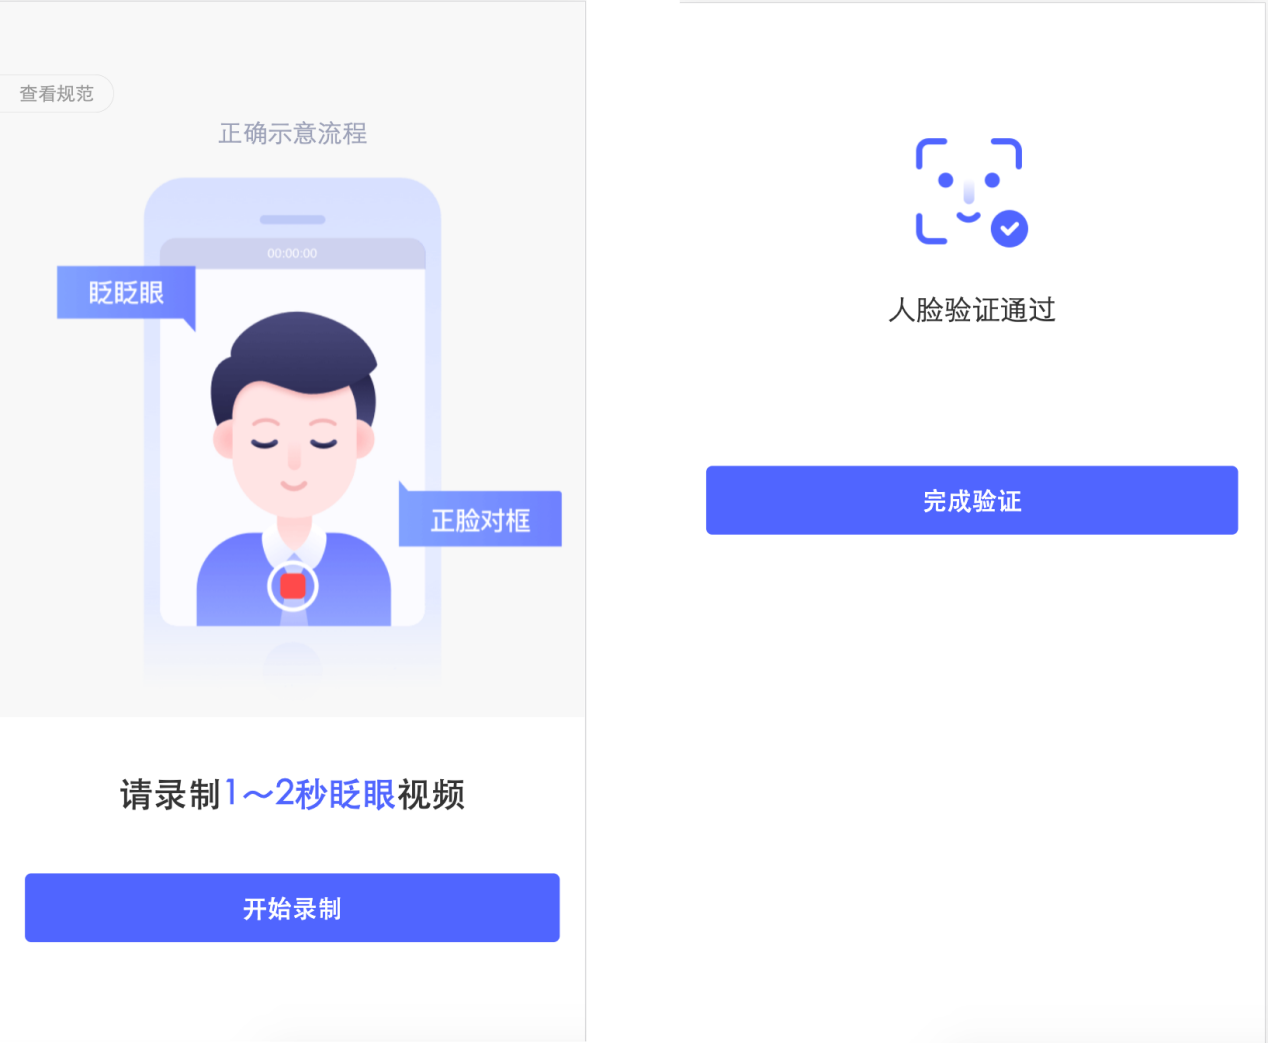 查看规范
正确示意流程
00:00:00
眨眨眼
正脸对框
请录制1～2秒眨眼视频
开始录制
人脸验证通过
完成验证